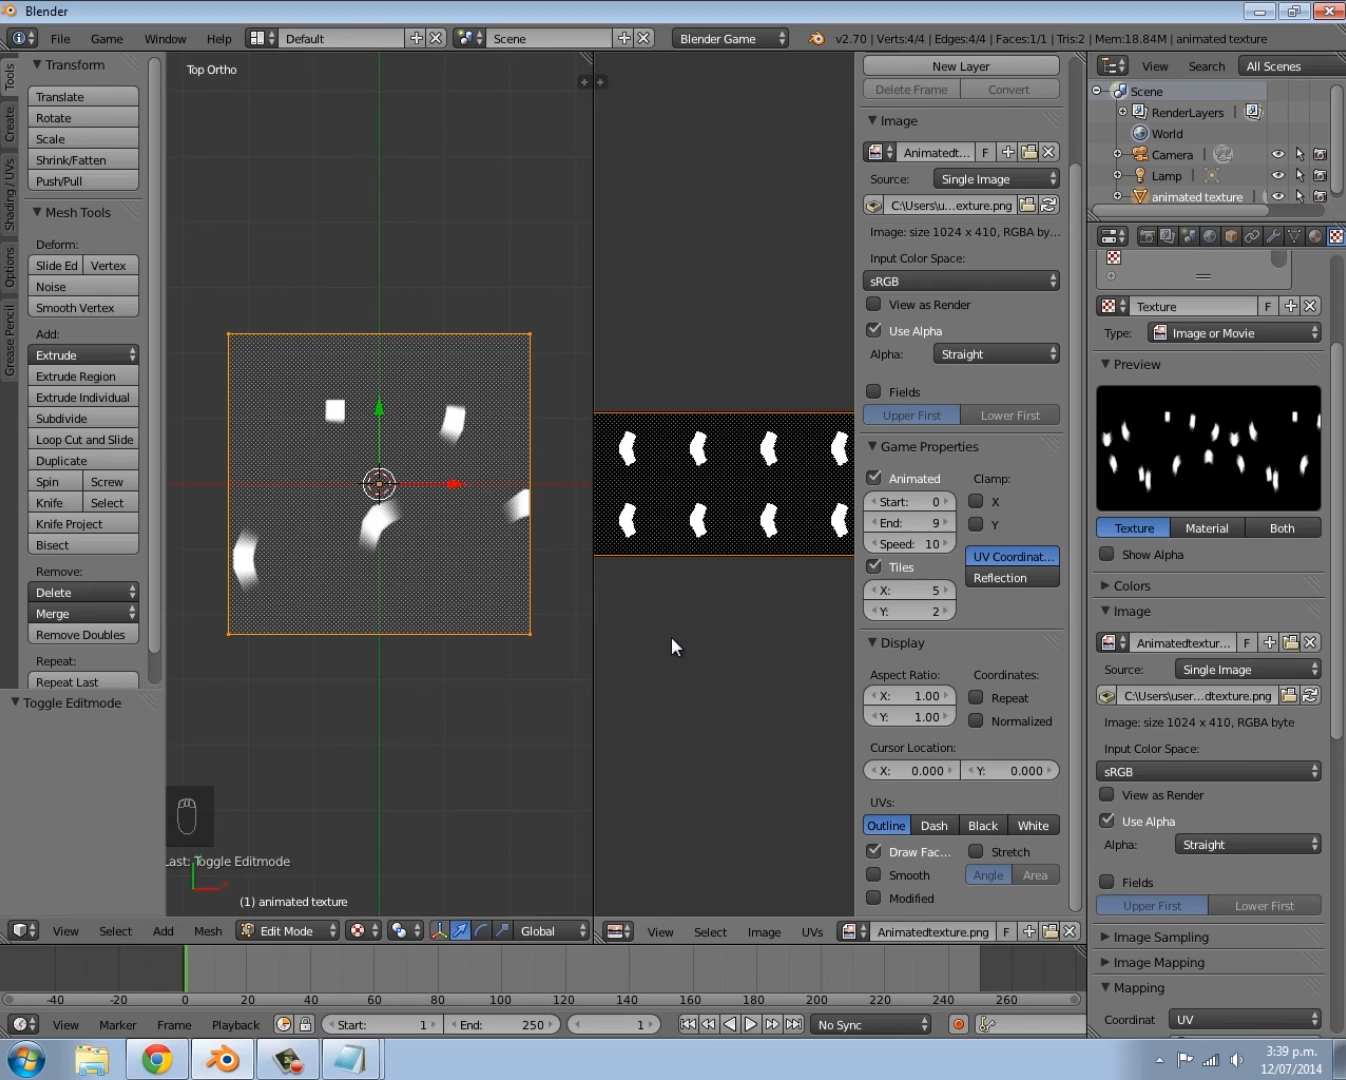 Blender
File Game Window Help Default Scene Blender Game v2.70 | Verts:4/4 | Edges:4/4 | Faces:1/1 | Tris:2 | Mem:18.84M | animated texture
Tools
Create
Shading / UVs
Options
Grease Pencil
Transform
Translate
Rotate
Scale
Shrink/Fatten
Push/Pull
Mesh Tools
Deform:
Slide Ed Vertex
Noise
Smooth Vertex
Add:
Extrude
Extrude Region
Extrude Individual
Subdivide
Loop Cut and Slide
Duplicate
Spin Screw
Knife Select
Knife Project
Bisect
Remove:
Delete
Merge
Remove Doubles
Repeat:
Repeat Last
Toggle Editmode
Top Ortho
Last: Toggle Editmode
(1) animated texture
View Select Add Mesh Edit Mode Global
New Layer
Delete Frame Convert
Image
Animatedt... F
Source: Single Image
C:\Users\u...exture.png
Image: size 1024 x 410, RGBA by...
Input Color Space:
sRGB
View as Render
Use Alpha
Alpha: Straight
Fields
Upper First Lower First
Game Properties
Animated Clamp:
Start: 0 X
End: 9 Y
Speed: 10
UV Coordinat...
Tiles
Reflection
X: 5
Y: 2
Display
Aspect Ratio: Coordinates:
X: 1.00 Repeat
Y: 1.00 Normalized
Cursor Location:
X: 0.000 Y: 0.000
UVs:
Outline Dash Black White
Draw Fac... Stretch
Smooth Angle Area
Modified
View Select Image UVs Animatedtexture.png F
View Search All Scenes
Scene
RenderLayers |
World
Camera |
Lamp |
animated texture |
Texture F
Type: Image or Movie
Preview
Texture Material Both
Show Alpha
Colors
Image
Animatedtextur... F
Source: Single Image
C:\Users\user...dtexture.png
Image: size 1024 x 410, RGBA byte
Input Color Space:
sRGB
View as Render
Use Alpha
Alpha: Straight
Fields
Upper First Lower First
Image Sampling
Image Mapping
Mapping
Coordinat UV
-40 -20 0 20 40 60 80 100 120 140 160 180 200 220 240 260
View Marker Frame Playback Start: 1 End: 250 1 No Sync
3:39 p.m.
12/07/2014